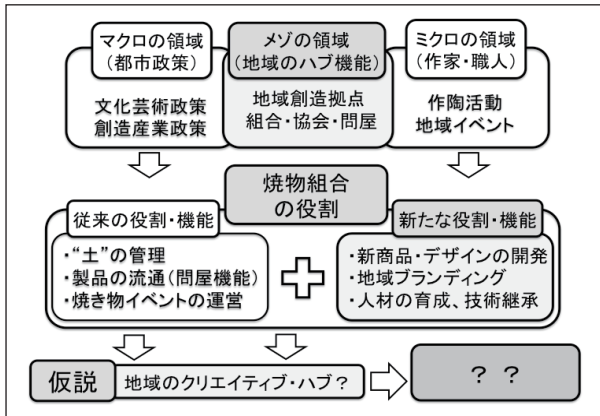 マクロの領域
(都市政策)
文化芸術政策
創造産業政策
メゾの領域
(地域のハブ機能)
地域創造拠点
組合・協会・問屋
ミクロの領域
(作家・職人)
作陶活動
地域イベント
焼物組合
の役割
従来の役割・機能
・“土”の管理
・製品の流通(問屋機能)
・焼き物イベントの運営
新たな役割・機能
・新商品・デザインの開発
・地域ブランディング
・人材の育成、技術継承
仮説
地域のクリエイティブ・ハブ?
??